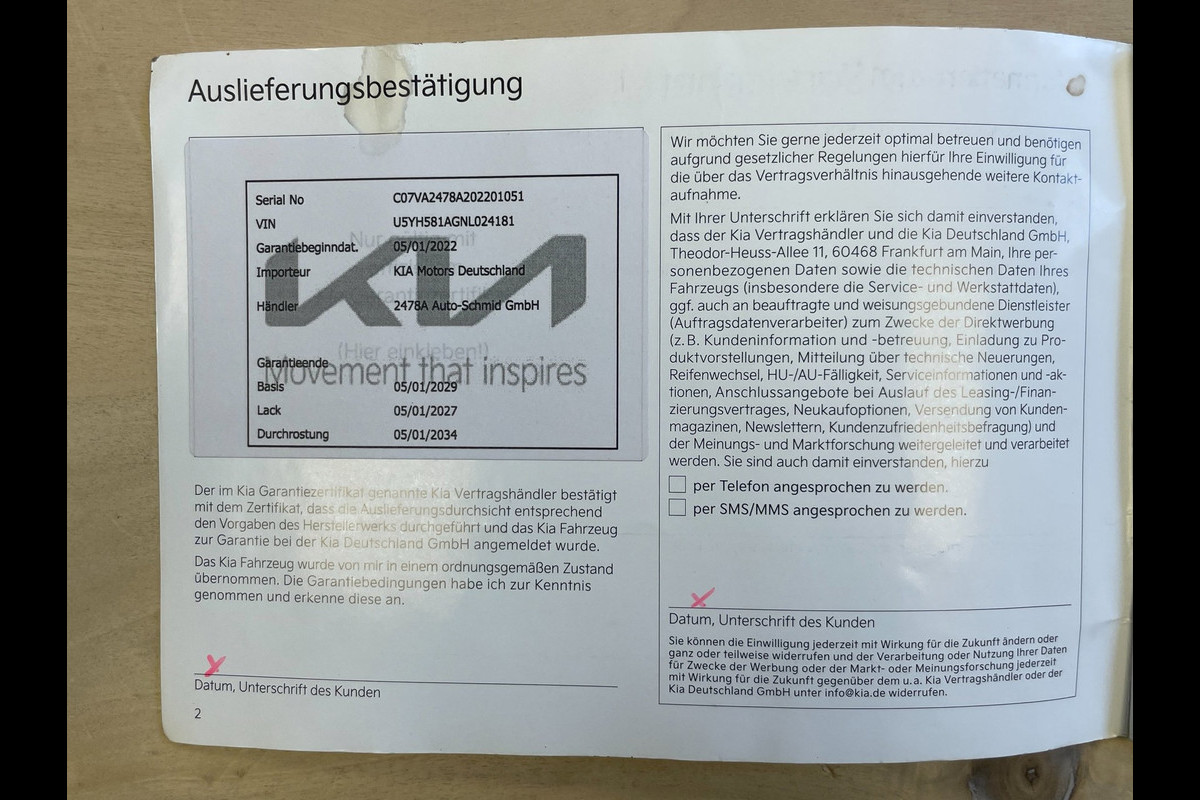 Auslieferungsbestätigung
Serial No C07VA2478A202201051
VIN U5YH581AGNL024181
Nur gültig mit
Garantiebeginndat. 05/01/2022
Importeur KIA Motors Deutschland
Händler 2478A Auto-Schmid GmbH
KIA
(Hier einkleben!)
Garantieende
Movement that inspires
Basis 05/01/2029
Lack 05/01/2027
Durchrostung 05/01/2034
Der im Kia Garantiezertifikat genannte Kia Vertragshändler bestätigt
mit dem Zertifikat, dass die Auslieferungsdurchsicht entsprechend
den Vorgaben des Herstellerwerks durchgeführt und das Kia Fahrzeug
zur Garantie bei der Kia Deutschland GmbH angemeldet wurde.
Das Kia Fahrzeug wurde von mir in einem ordnungsgemäßen Zustand
übernommen. Die Garantiebedingungen habe ich zur Kenntnis
genommen und erkenne diese an.
Datum, Unterschrift des Kunden
2
Wir möchten Sie gerne jederzeit optimal betreuen und benötigen
aufgrund gesetzlicher Regelungen hierfür Ihre Einwilligung für
die über das Vertragsverhältnis hinausgehende weitere Kontakt-
aufnahme.
Mit Ihrer Unterschrift erklären Sie sich damit einverstanden,
dass der Kia Vertragshändler und die Kia Deutschland GmbH,
Theodor-Heuss-Allee 11, 60468 Frankfurt am Main, Ihre per-
sonenbezogenen Daten sowie die technischen Daten Ihres
Fahrzeugs (insbesondere die Service- und Werkstattdaten),
ggf. auch an beauftragte und weisungsgebundene Dienstleister
(Auftragsdatenverarbeiter) zum Zwecke der Direktwerbung
(z. B. Kundeninformation und -betreuung, Einladung zu Pro-
duktvorstellungen, Mitteilung über technische Neuerungen,
Reifenwechsel, HU-/AU-Fälligkeit, Serviceinformationen und -ak-
tionen, Anschlussangebote bei Auslauf des Leasing-/Finan-
zierungsvertrages, Neukaufoptionen, Versendung von Kunden-
magazinen, Newslettern, Kundenzufriedenheitsbefragung) und
der Meinungs- und Marktforschung weitergeleitet und verarbeitet
werden. Sie sind auch damit einverstanden, hierzu
per Telefon angesprochen zu werden.
per SMS/MMS angesprochen zu werden.
Datum, Unterschrift des Kunden
Sie können die Einwilligung jederzeit mit Wirkung für die Zukunft ändern oder
ganz oder teilweise widerrufen und der Verarbeitung oder Nutzung Ihrer Daten
für Zwecke der Werbung oder der Markt- oder Meinungsforschung jederzeit
mit Wirkung für die Zukunft gegenüber dem u. a. Kia Vertragshändler oder der
Kia Deutschland GmbH unter info@kia.de widerrufen.